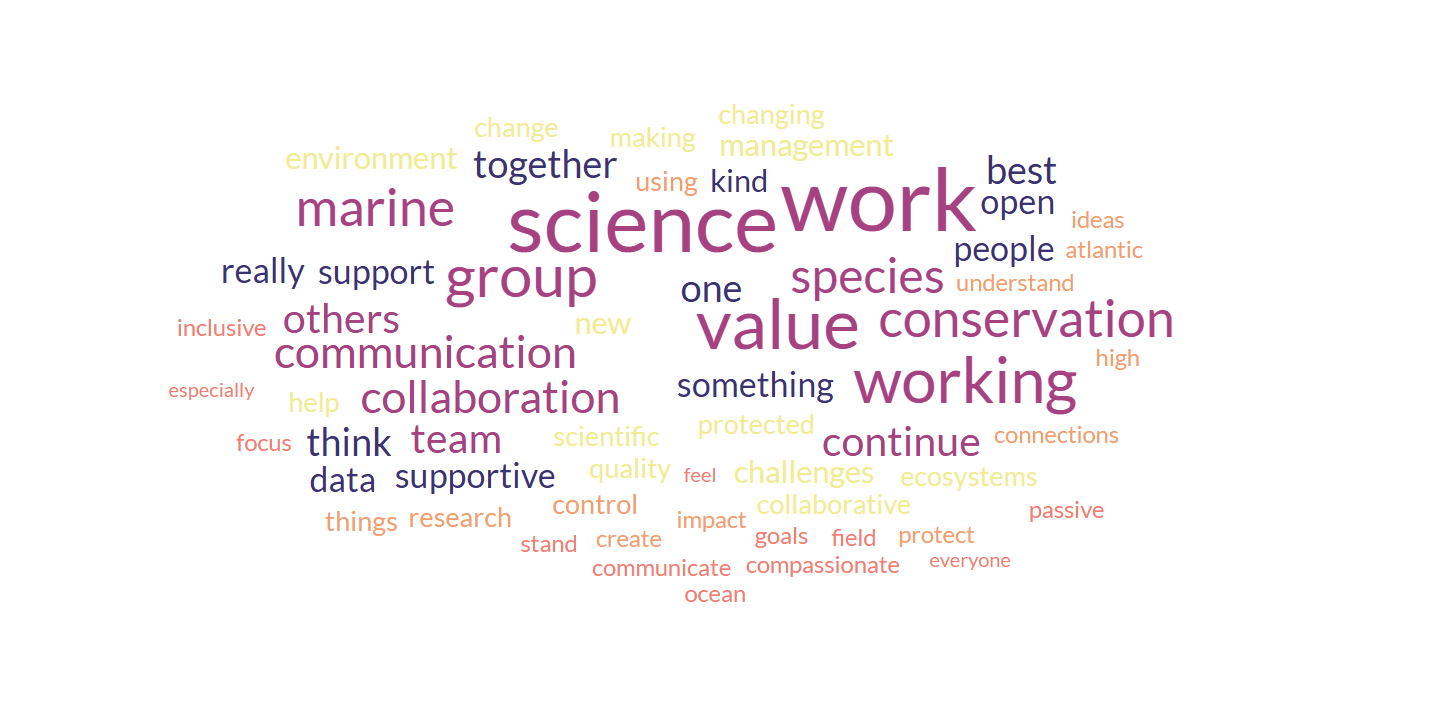 changing
change
making
management
environment
together
using
kind
best
work
open
marine
science
ideas
people
atlantic
really
support
group
one
species
understand
inclusive
others
new
value
conservation
communication
high
especially
help
collaboration
something
working
focus
think
team
scientific
protected
continue
connections
data
supportive
quality
feel
challenges
ecosystems
things
research
control
impact
collaborative
passive
stand
create
goals
field
protect
communicate
compassionate
everyone
ocean